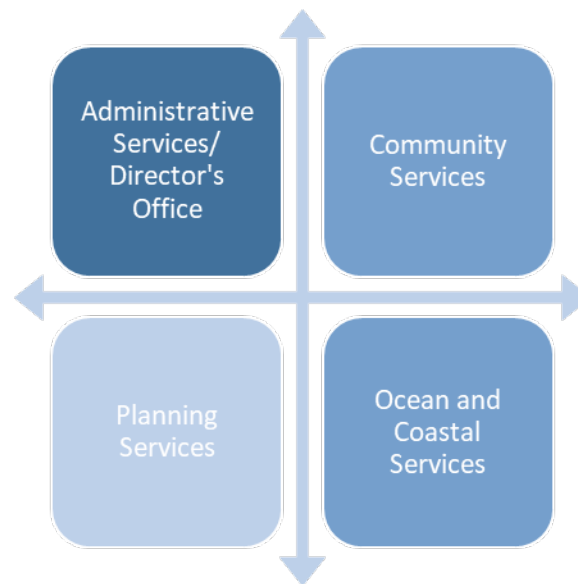 Administrative
Services/
Director's
Office
Community
Services
Planning
Services
Ocean and
Coastal
Services